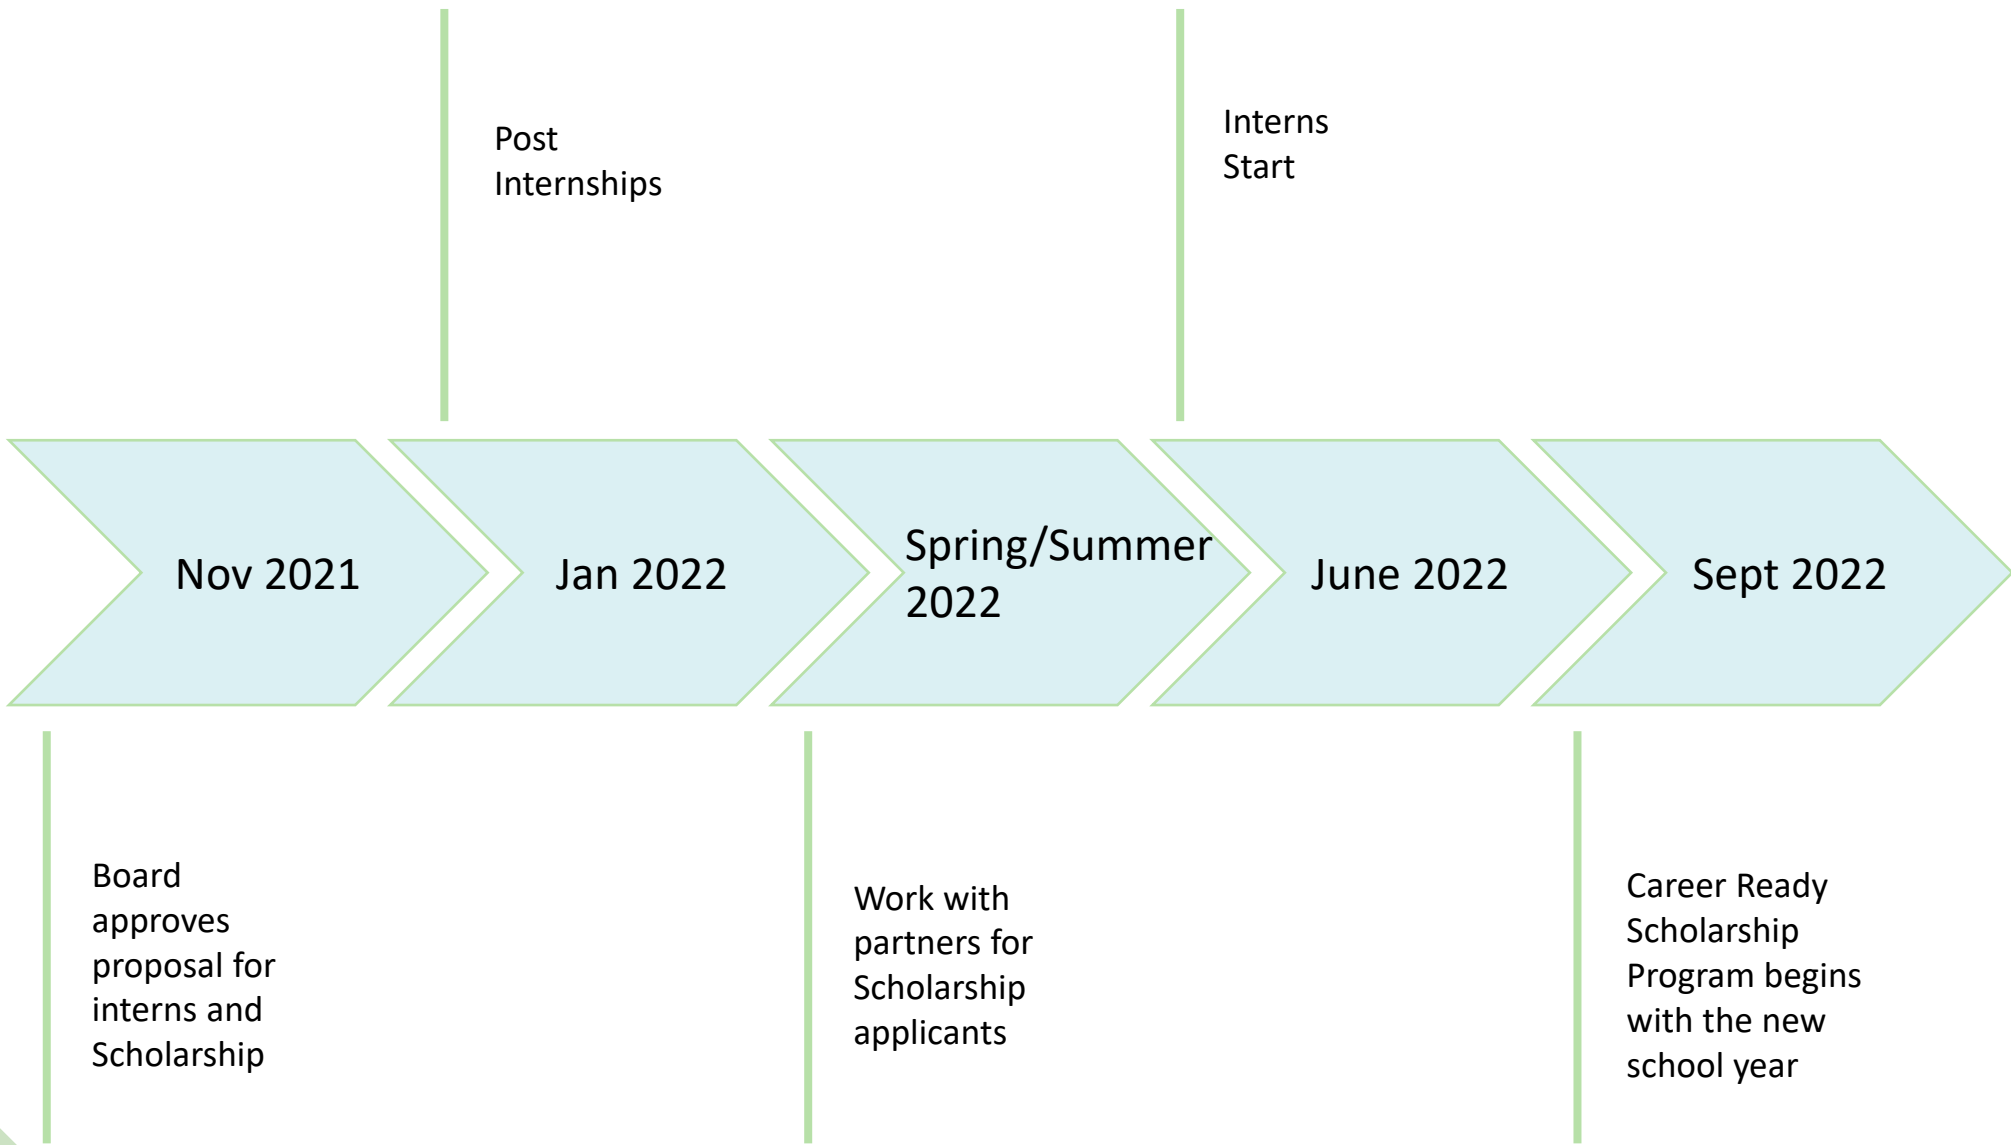 Post
Internships
Interns
Start
Nov 2021
Jan 2022
Spring/Summer
2022
June 2022
Sept 2022
Board
approves
proposal for
interns and
Scholarship
Work with
partners for
Scholarship
applicants
Career Ready
Scholarship
Program begins
with the new
school year